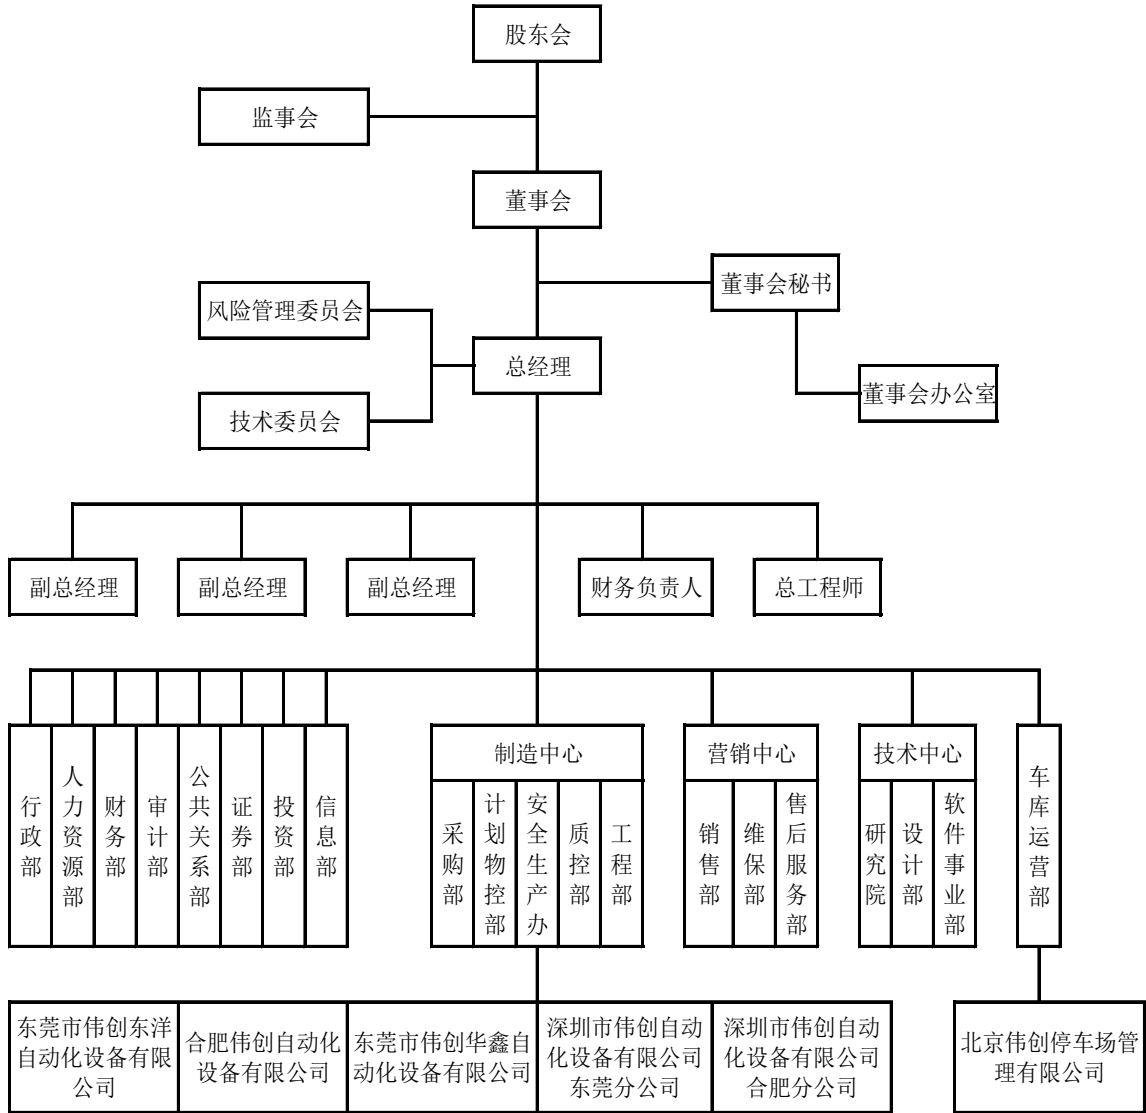 股东会
监事会
董事会
董事会秘书
风险管理委员会
总经理
董事会办公室
技术委员会
副总经理
副总经理
副总经理
财务负责人
总工程师
行政部
人力资源部
财务部
审计部
公共关系部
证券部
投资部
信息部
制造中心
采购部
计划物控部
安全生产办
质控部
工程部
营销中心
销售部
维保部
售后服务部
技术中心
研究院
设计部
软件事业部
车库运营部
东莞市伟创东洋
自动化设备有限
公司
合肥伟创自动化
设备有限公司
东莞市伟创华鑫自
动化设备有限公司
深圳市伟创自动
化设备有限公司
东莞分公司
深圳市伟创自动
化设备有限公司
合肥分公司
北京伟创停车场管
理有限公司